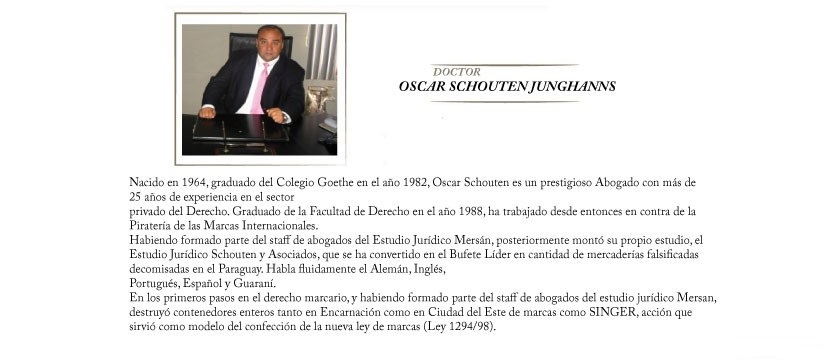 DOCTOR
OSCAR SCHOUTEN JUNGHANNS
Nacido en 1964, graduado del Colegio Goethe en el año 1982, Oscar Schouten es un prestigioso Abogado con más de
25 años de experiencia en el sector
privado del Derecho. Graduado de la Facultad de Derecho en el año 1988, ha trabajado desde entonces en contra de la
Piratería de las Marcas Internacionales.
Habiendo formado parte del staff de abogados del Estudio Jurídico Mersán, posteriormente montó su propio estudio, el
Estudio Jurídico Schouten y Asociados, que se ha convertido en el Bufete Líder en cantidad de mercaderías falsificadas
decomisadas en el Paraguay. Habla fluidamente el Alemán, Inglés,
Portugués, Español y Guaraní.
En los primeros pasos en el derecho marcario, y habiendo formado parte del staff de abogados del estudio jurídico Mersan,
destruyó contenedores enteros tanto en Encarnación como en Ciudad del Este de marcas como SINGER, acción que
sirvió como modelo del confección de la nueva ley de marcas (Ley 1294/98).